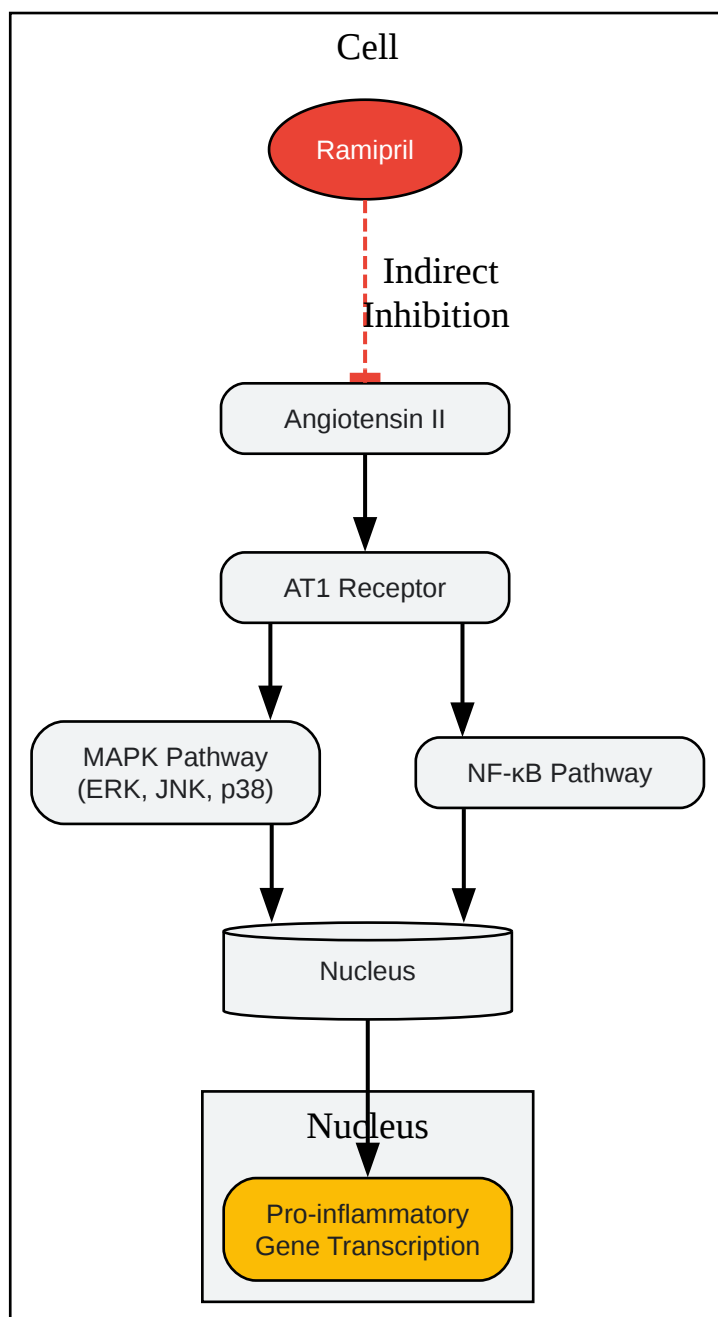 Cell
Ramipril
Indirect
Inhibition
Angiotensin II
AT1 Receptor
MAPK Pathway
(ERK, JNK, p38)
NF-κB Pathway
Nucleus
Nucleus
Pro-inflammatory
Gene Transcription